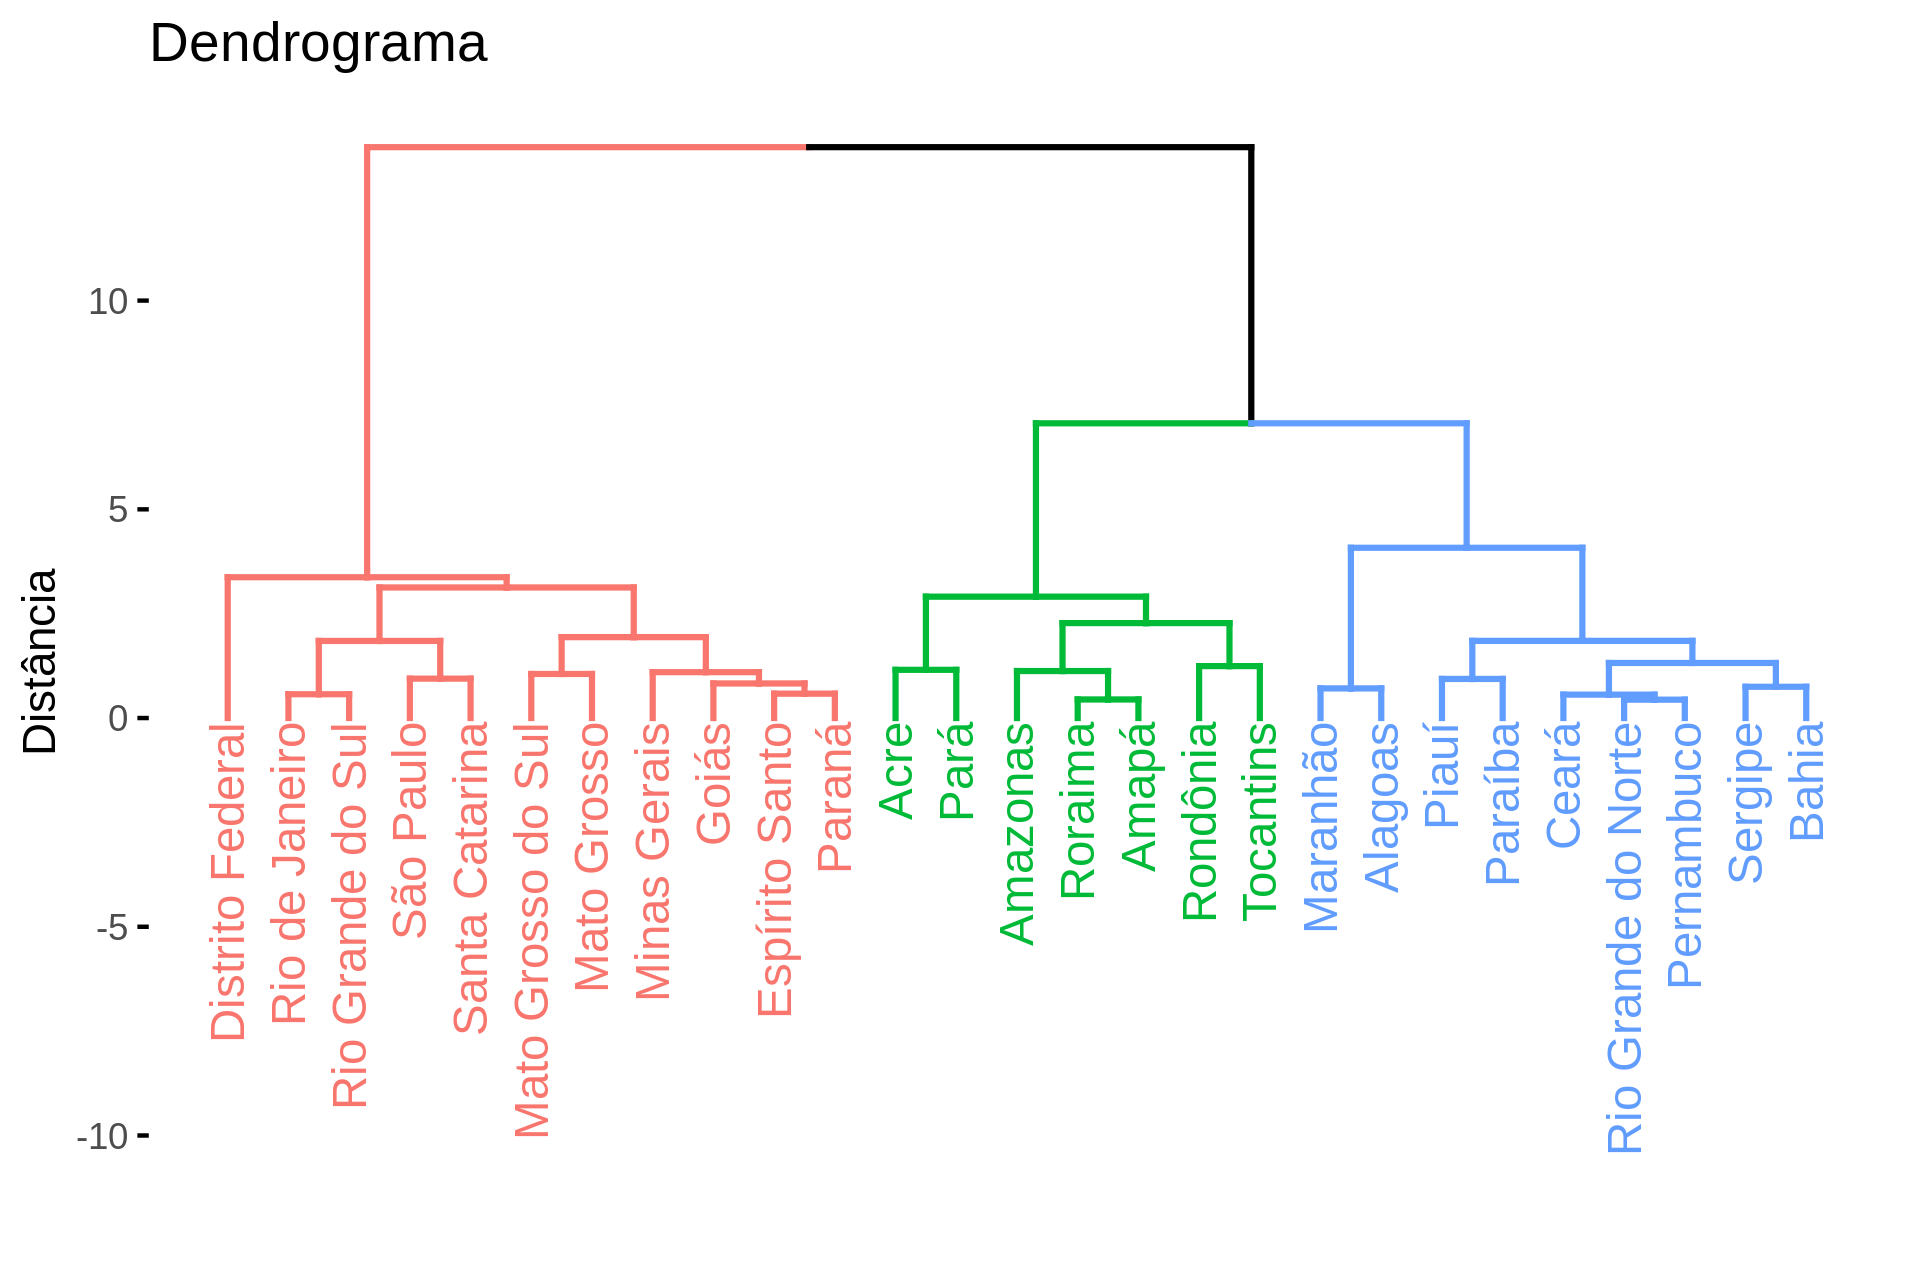 Dendrograma
Distância
10
5
0
-5
-10
Distrito Federal
Rio de Janeiro
Rio Grande do Sul
São Paulo
Santa Catarina
Mato Grosso do Sul
Mato Grosso
Minas Gerais
Goiás
Espírito Santo
Paraná
Acre
Pará
Amazonas
Roraima
Amapá
Rondônia
Tocantins
Maranhão
Alagoas
Piauí
Paraíba
Ceará
Rio Grande do Norte
Pernambuco
Sergipe
Bahia